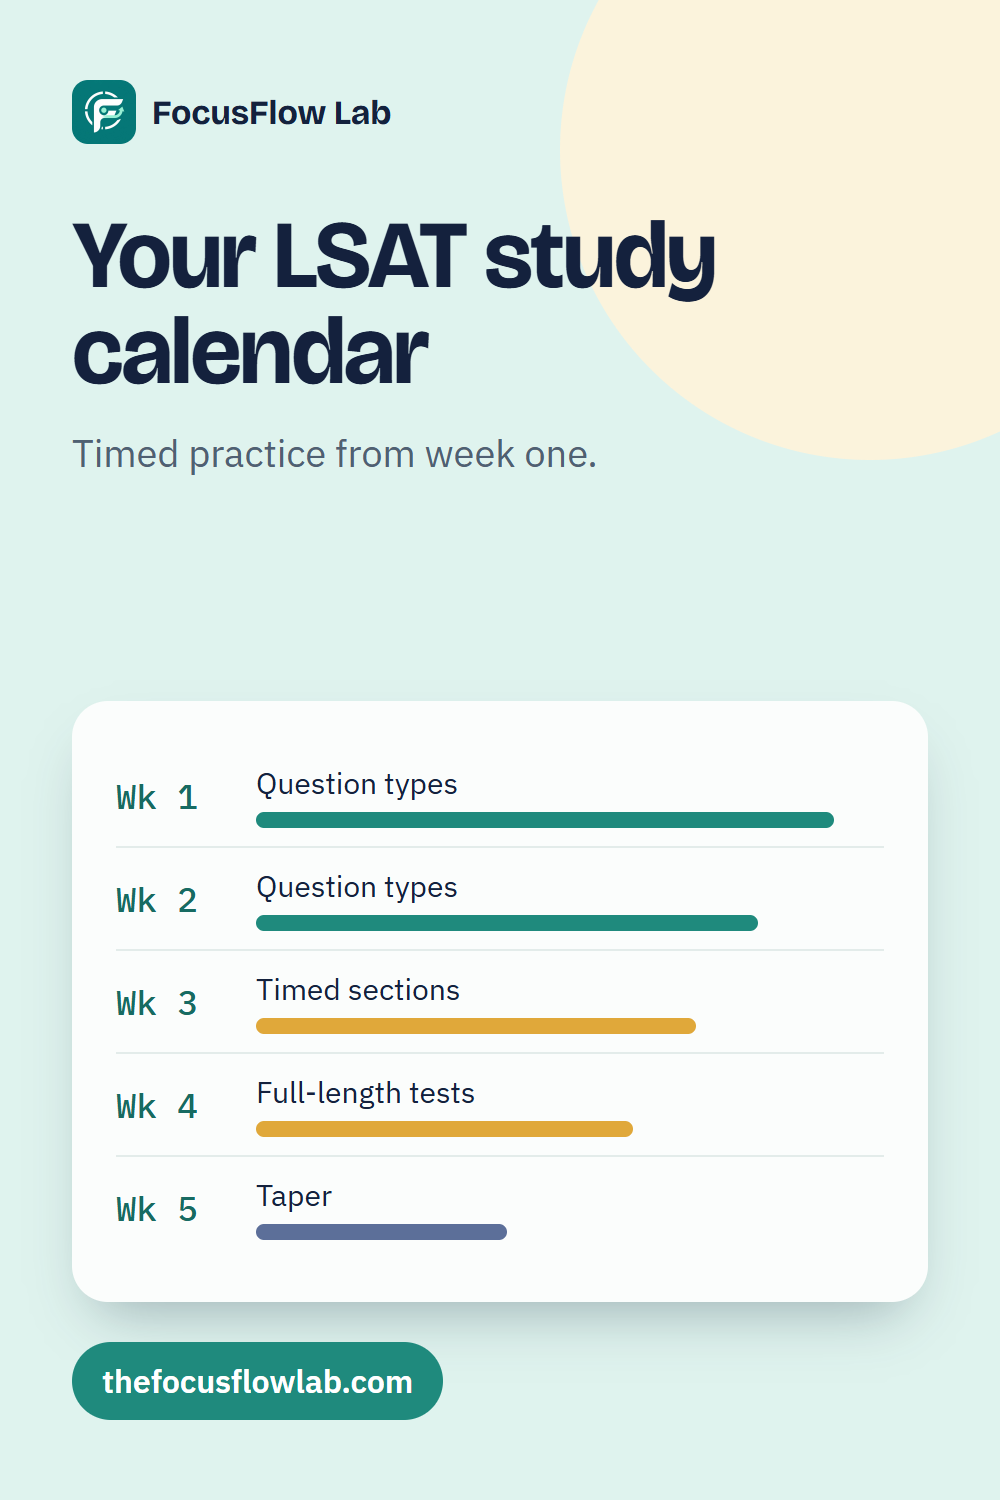 FocusFlow Lab
Your LSAT study
calendar
Timed practice from week one.
Wk 1
Question types
Wk 2
Question types
Wk 3
Timed sections
Wk 4
Full-length tests
Wk 5
Taper
thefocusflowlab.com